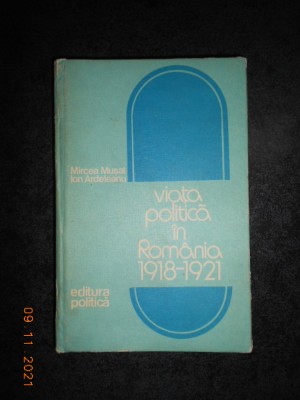 Mircea Mușat
Ion Ardeleanu
viața
politică
în
România
1918-1921
editura
politică
09 11 2021